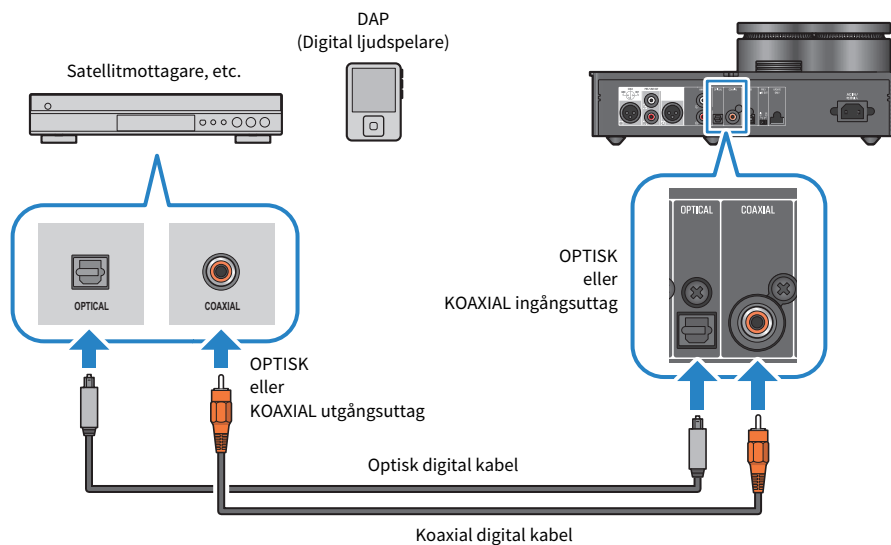 DAP
(Digital ljudspelare)
Satellitmottagare, etc.
OPTICAL
COAXIAL
OPTISK
eller
KOAXIAL utgångsuttag
OPTICAL
COAXIAL
OPTISK
eller
KOAXIAL ingångsuttag
Optisk digital kabel
Koaxial digital kabel